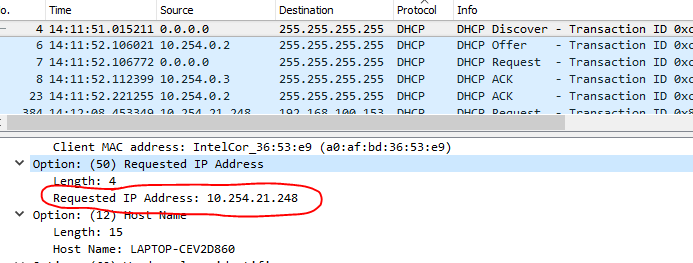 o. Time Source Destination Protocol Info
4 14:11:51.015211 0.0.0.0 255.255.255.255 DHCP DHCP Discover - Transaction ID 0xc
6 14:11:52.106021 10.254.0.2 255.255.255.255 DHCP DHCP Offer - Transaction ID 0xc
7 14:11:52.106772 0.0.0.0 255.255.255.255 DHCP DHCP Request - Transaction ID 0xc
8 14:11:52.112399 10.254.0.3 255.255.255.255 DHCP DHCP ACK - Transaction ID 0xc
23 14:11:52.221255 10.254.0.2 255.255.255.255 DHCP DHCP ACK - Transaction ID 0xc
384 14:12:08.453349 10.254.21.248 192.168.100.153 DHCP DHCP Request - Transaction ID
Client MAC address: IntelCor_36:53:e9 (a0:af:bd:36:53:e9)
Option: (50) Requested IP Address
Length: 4
Requested IP Address: 10.254.21.248
Option: (12) Host Name
Length: 15
Host Name: LAPTOP-CEV2D860